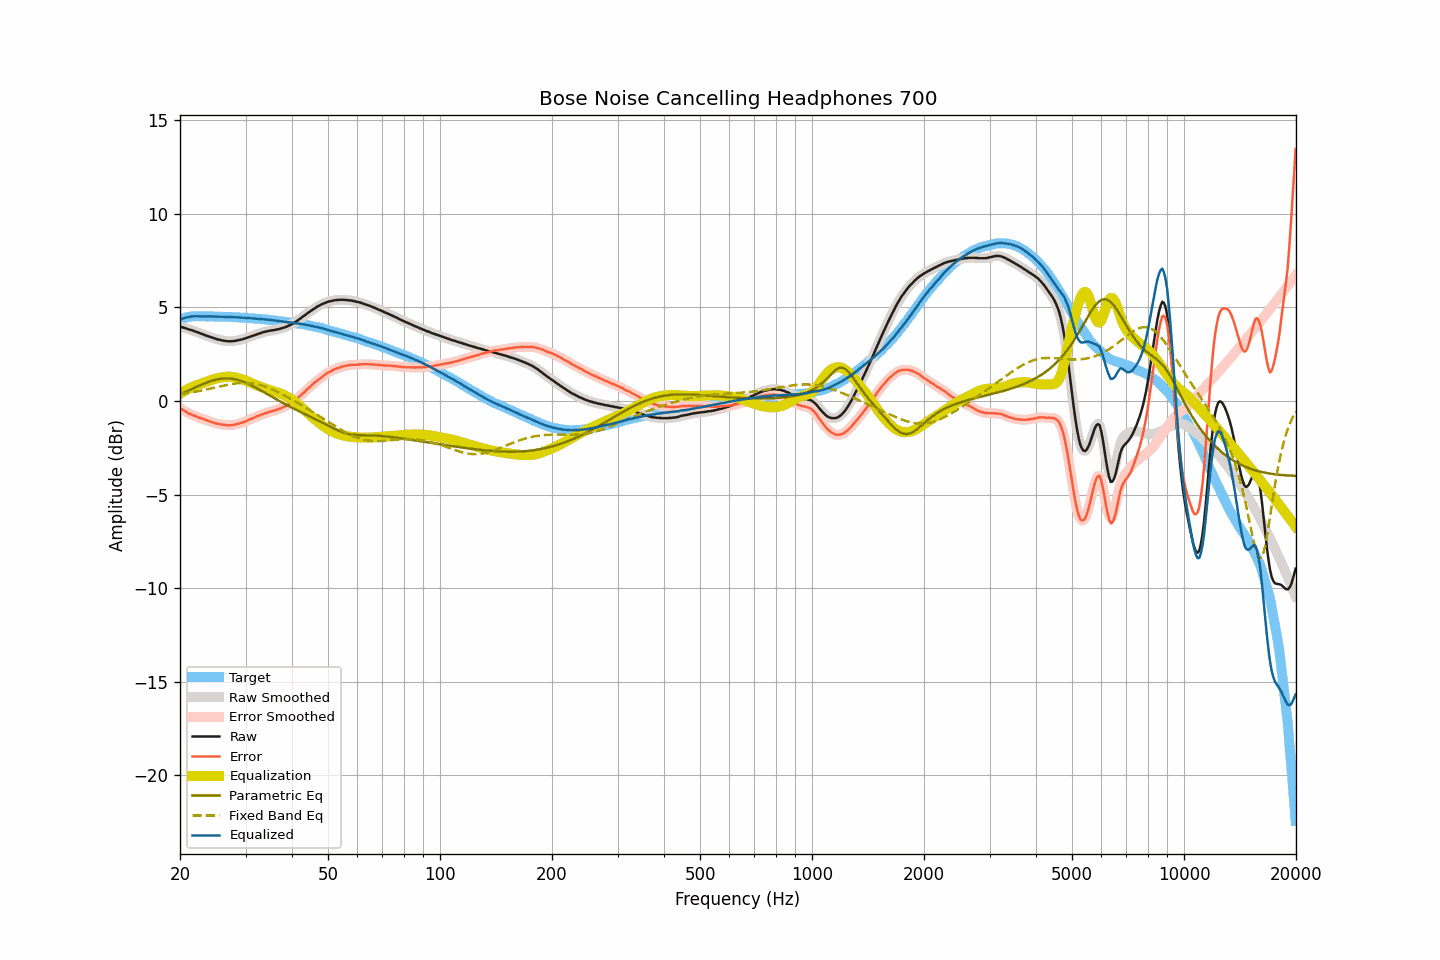 Bose Noise Cancelling Headphones 700
15
10
5
0
−5
−10
−15
−20
Amplitude (dBr)
Target
Raw Smoothed
Error Smoothed
Raw
Error
Equalization
Parametric Eq
Fixed Band Eq
Equalized
20 50 100 200 500 1000 2000 5000 10000 20000
Frequency (Hz)